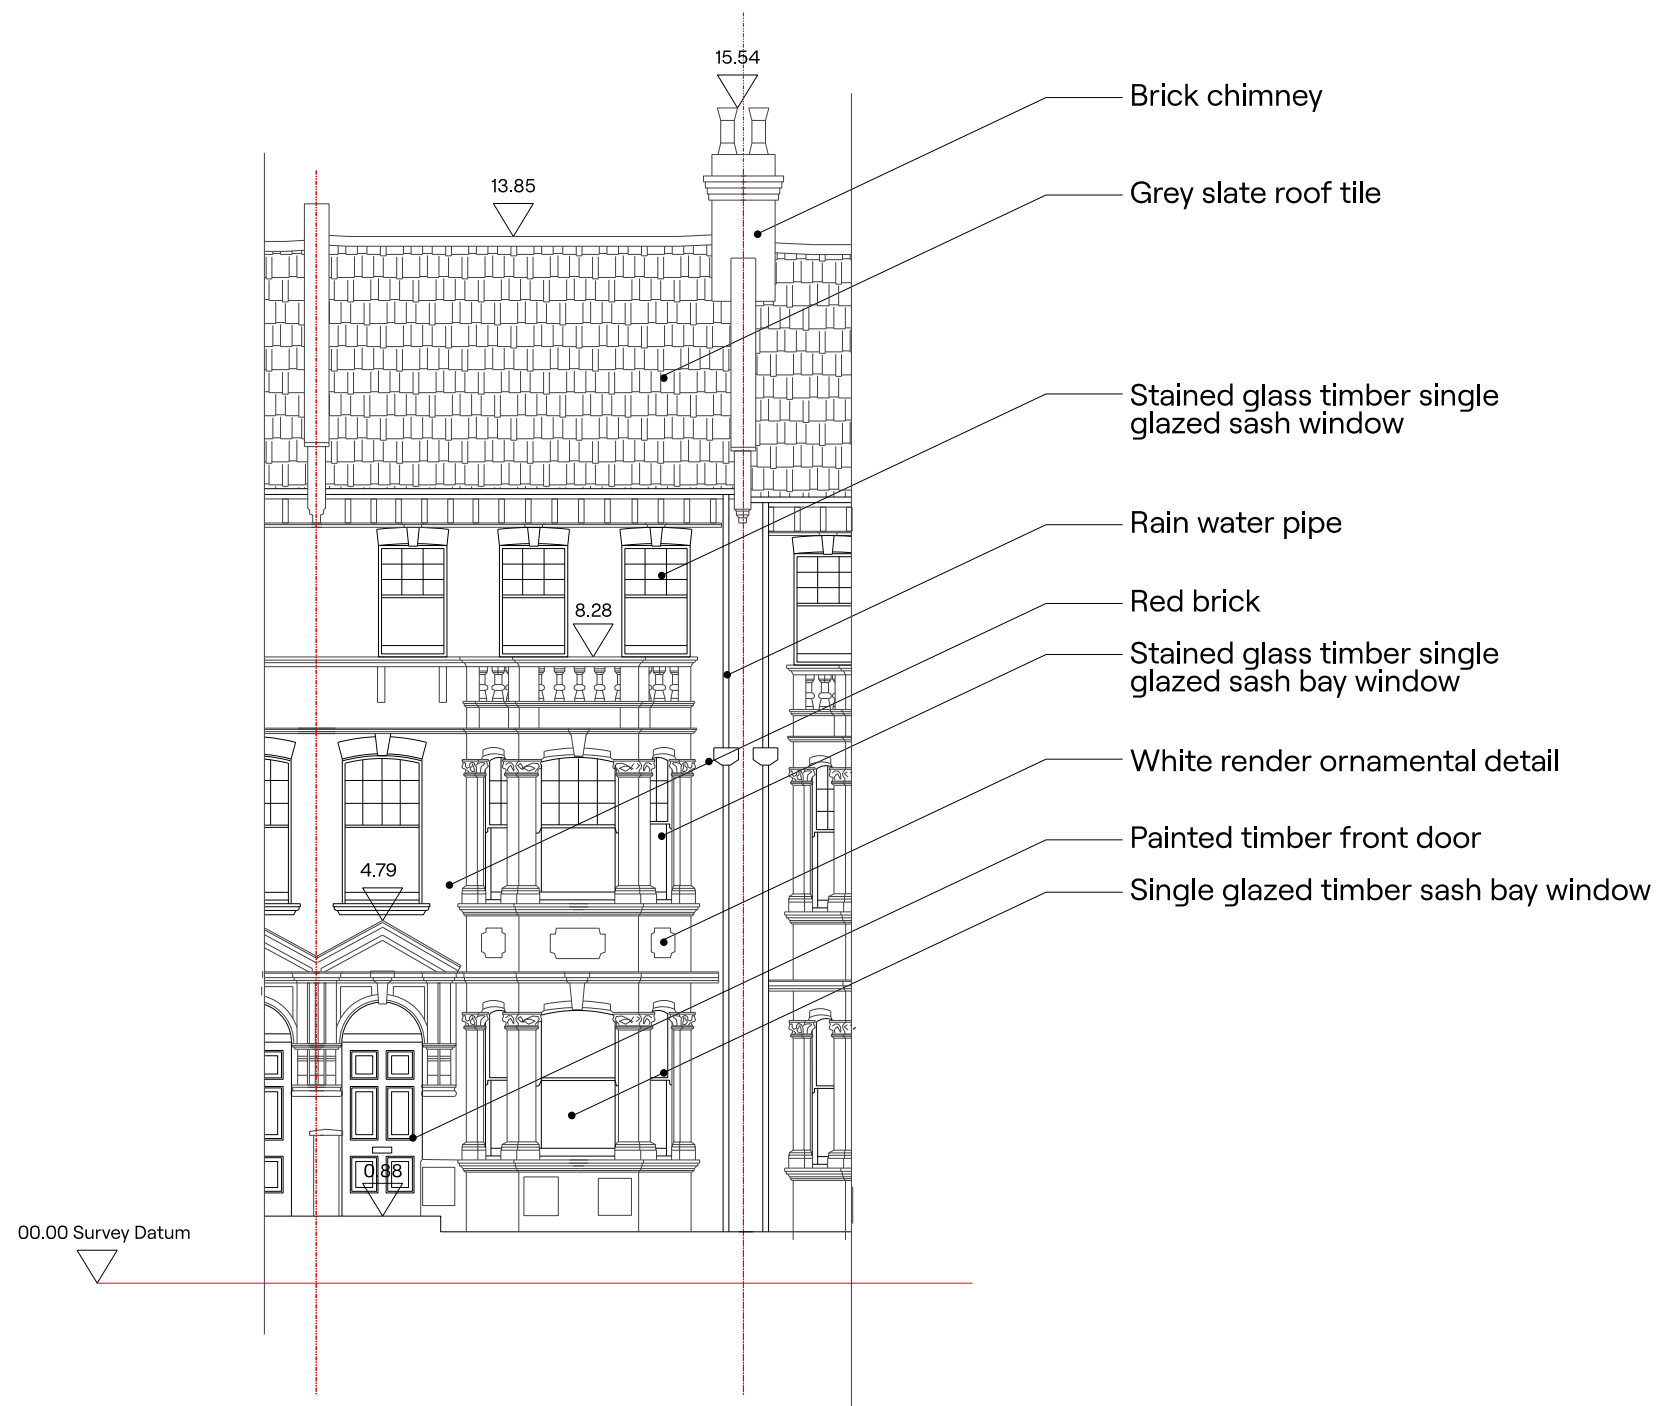 15.54
Brick chimney
13.85
Grey slate roof tile
Stained glass timber single
glazed sash window
Rain water pipe
8.28
Red brick
Stained glass timber single
glazed sash bay window
White render ornamental detail
Painted timber front door
4.79
Single glazed timber sash bay window
0.88
00.00 Survey Datum